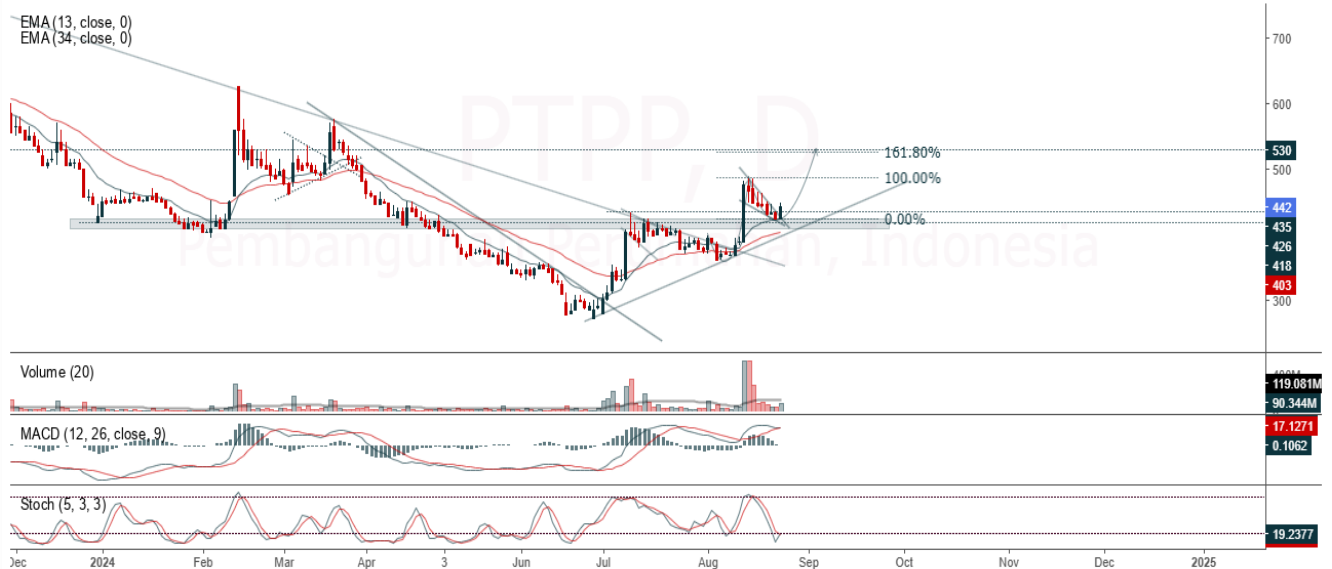 EMA (13, close, 0)
EMA (34, close, 0)
PTPP, D
Indonesia
700
600
530
500
442
435
426
418
403
300
161.80%
100.00%
0.00%
Volume (20)
119.081M
90.344M
MACD (12, 26, close, 9)
17.1271
0.1062
Stoch (5, 3, 3)
19.2377
Dec
2024
Feb
Mar
Apr
3
Jun
Jul
Aug
Sep
Oct
Nov
Dec
2025